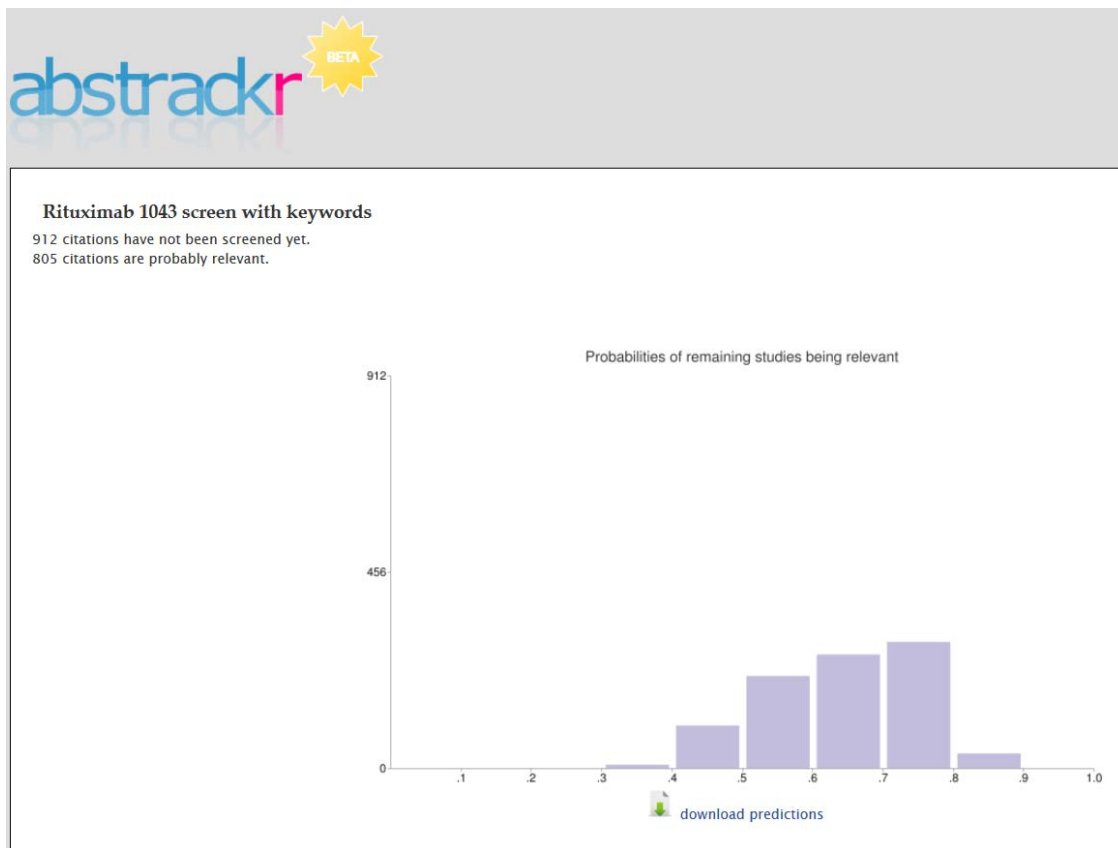 BETA
abstrackr
Rituximab 1043 screen with keywords
912 citations have not been screened yet.
805 citations are probably relevant.
Probabilities of remaining studies being relevant
912
456
0
.1 .2 .3 .4 .5 .6 .7 .8 .9 1.0
download predictions